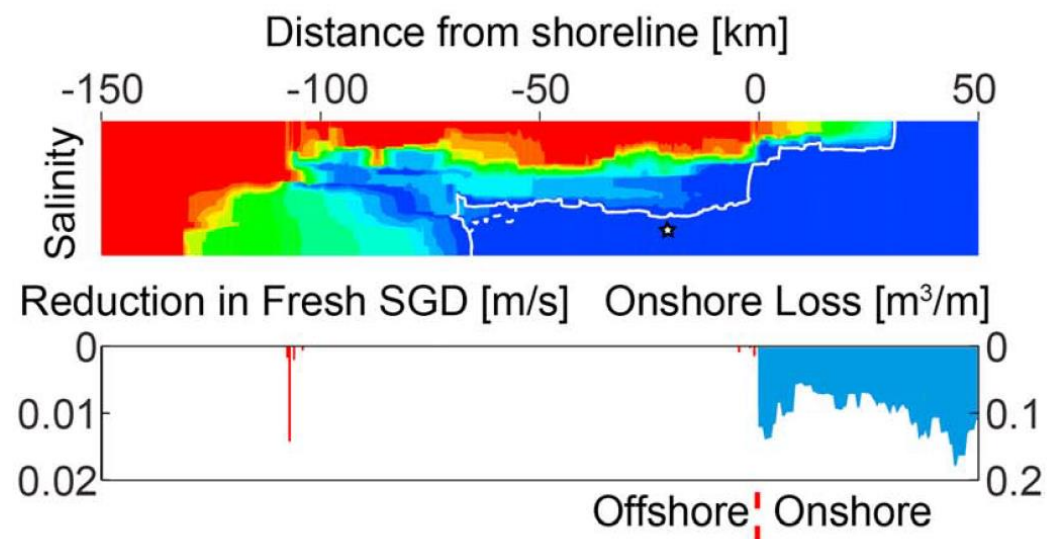 Distance from shoreline [km]
-150 -100 -50 0 50
Salinity
Reduction in Fresh SGD [m/s] Onshore Loss [m³/m]
0 0
0.01 0.1
0.02 0.2
Offshore Onshore